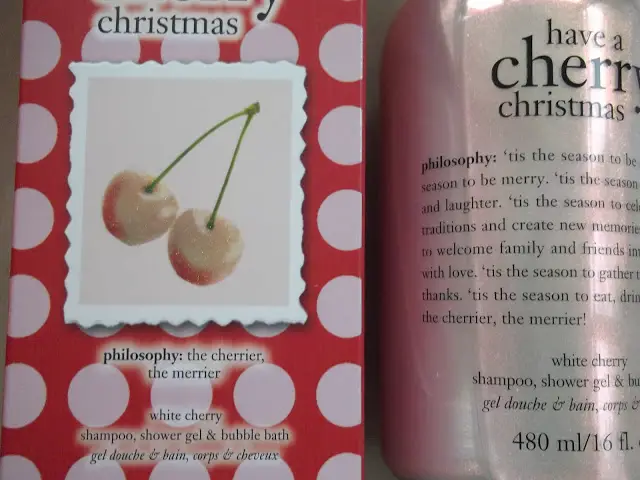 christmas
philosophy: the cherrier,
the merrier
white cherry
shampoo, shower gel & bubble bath
gel douche & bain, corps & cheveux
have a
cherry
christmas
philosophy: 'tis the season to be
season to be merry. 'tis the season
and laughter. 'tis the season to
traditions and create new memories
to welcome family and friends
with love. 'tis the season to gather
thanks. 'tis the season to eat,
the cherrier, the merrier!
white cherry
shampoo, shower gel &
gel douche & bain, corps &
480 ml/16 fl.